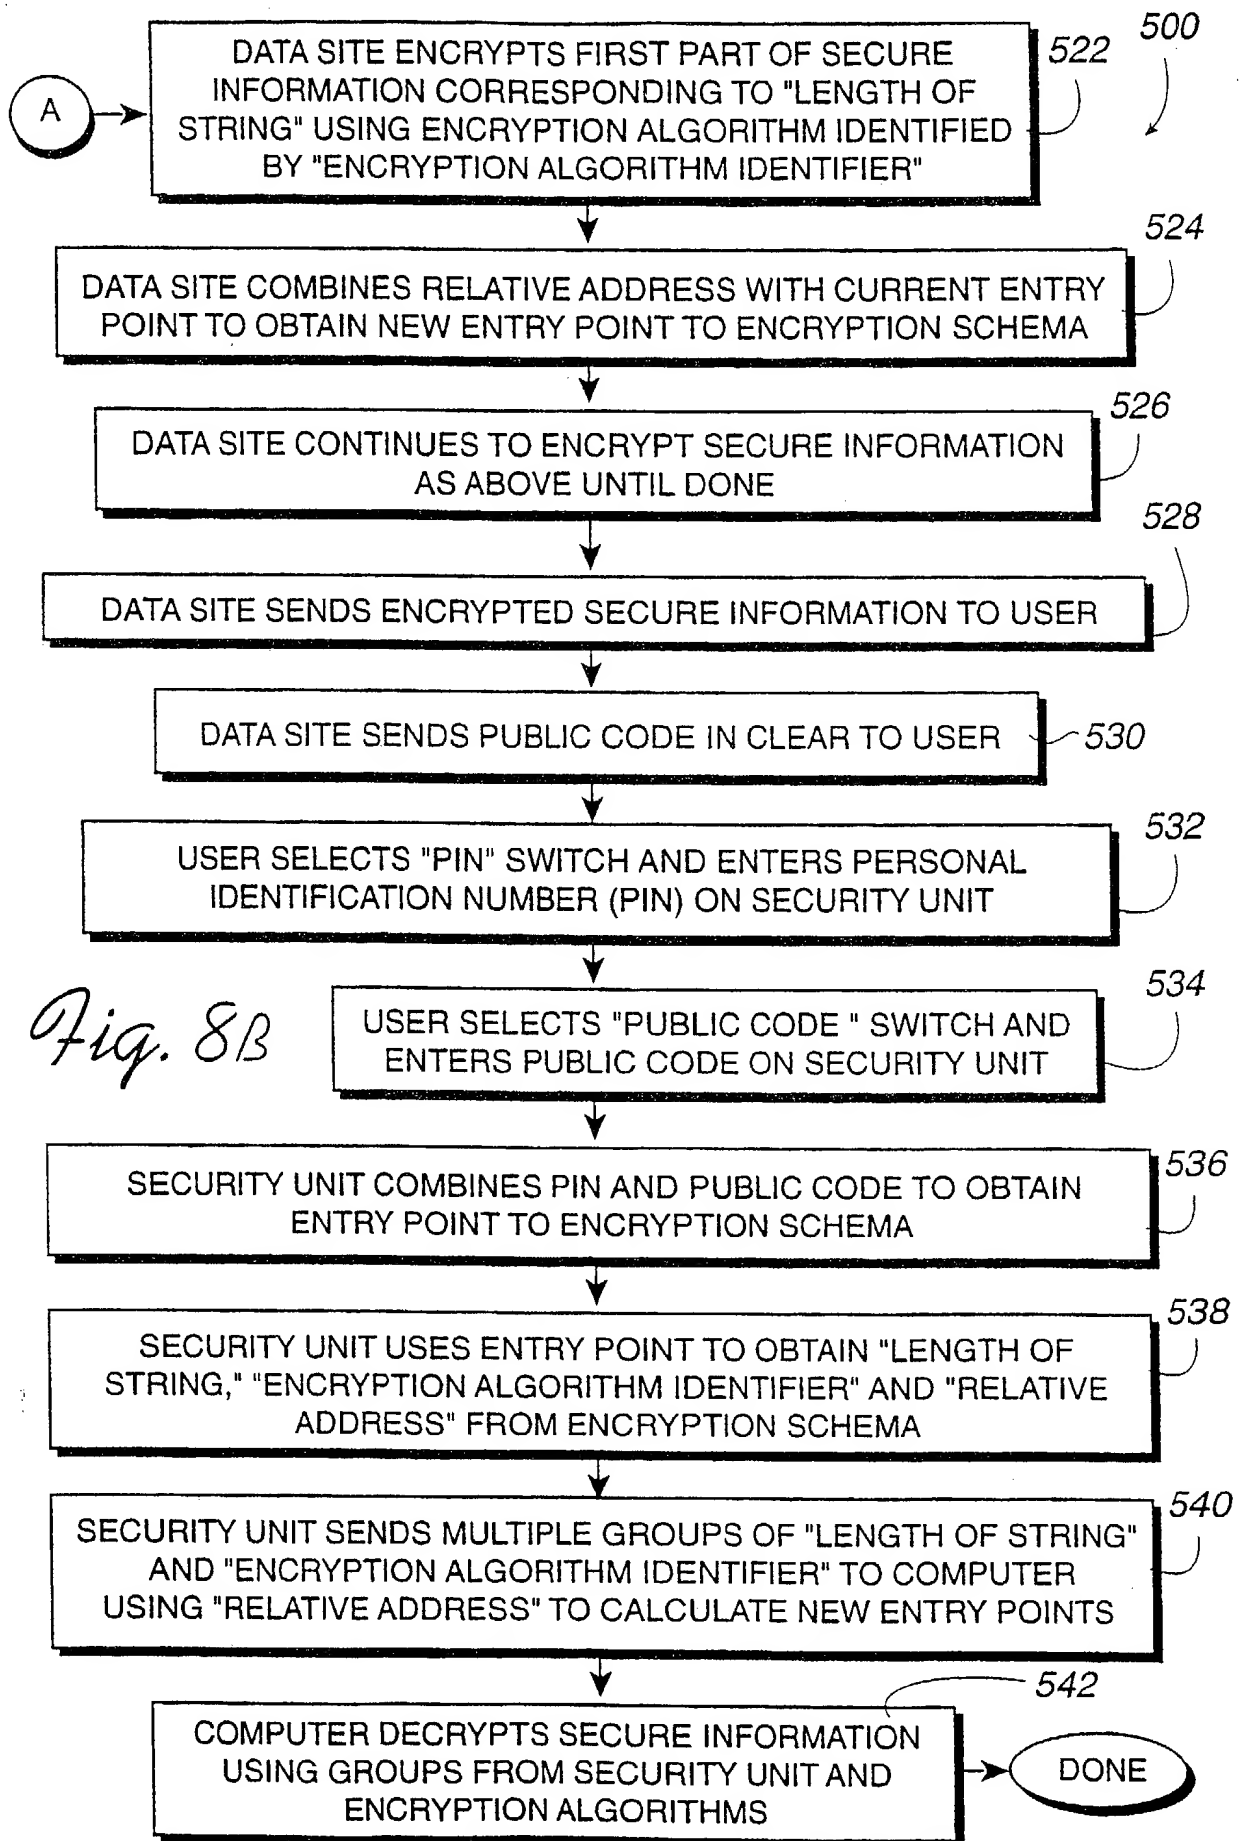 500
DATA SITE ENCRYPTS FIRST PART OF SECURE
INFORMATION CORRESPONDING TO "LENGTH OF
STRING" USING ENCRYPTION ALGORITHM IDENTIFIED
BY "ENCRYPTION ALGORITHM IDENTIFIER"
522
A
524
DATA SITE COMBINES RELATIVE ADDRESS WITH CURRENT ENTRY
POINT TO OBTAIN NEW ENTRY POINT TO ENCRYPTION SCHEMA
526
DATA SITE CONTINUES TO ENCRYPT SECURE INFORMATION
AS ABOVE UNTIL DONE
528
DATA SITE SENDS ENCRYPTED SECURE INFORMATION TO USER
DATA SITE SENDS PUBLIC CODE IN CLEAR TO USER
530
532
USER SELECTS "PIN" SWITCH AND ENTERS PERSONAL
IDENTIFICATION NUMBER (PIN) ON SECURITY UNIT
534
Fig. 8B
USER SELECTS "PUBLIC CODE " SWITCH AND
ENTERS PUBLIC CODE ON SECURITY UNIT
536
SECURITY UNIT COMBINES PIN AND PUBLIC CODE TO OBTAIN
ENTRY POINT TO ENCRYPTION SCHEMA
538
SECURITY UNIT USES ENTRY POINT TO OBTAIN "LENGTH OF
STRING," "ENCRYPTION ALGORITHM IDENTIFIER" AND "RELATIVE
ADDRESS" FROM ENCRYPTION SCHEMA
540
SECURITY UNIT SENDS MULTIPLE GROUPS OF "LENGTH OF STRING"
AND "ENCRYPTION ALGORITHM IDENTIFIER" TO COMPUTER
USING "RELATIVE ADDRESS" TO CALCULATE NEW ENTRY POINTS
542
COMPUTER DECRYPTS SECURE INFORMATION
USING GROUPS FROM SECURITY UNIT AND
ENCRYPTION ALGORITHMS
DONE